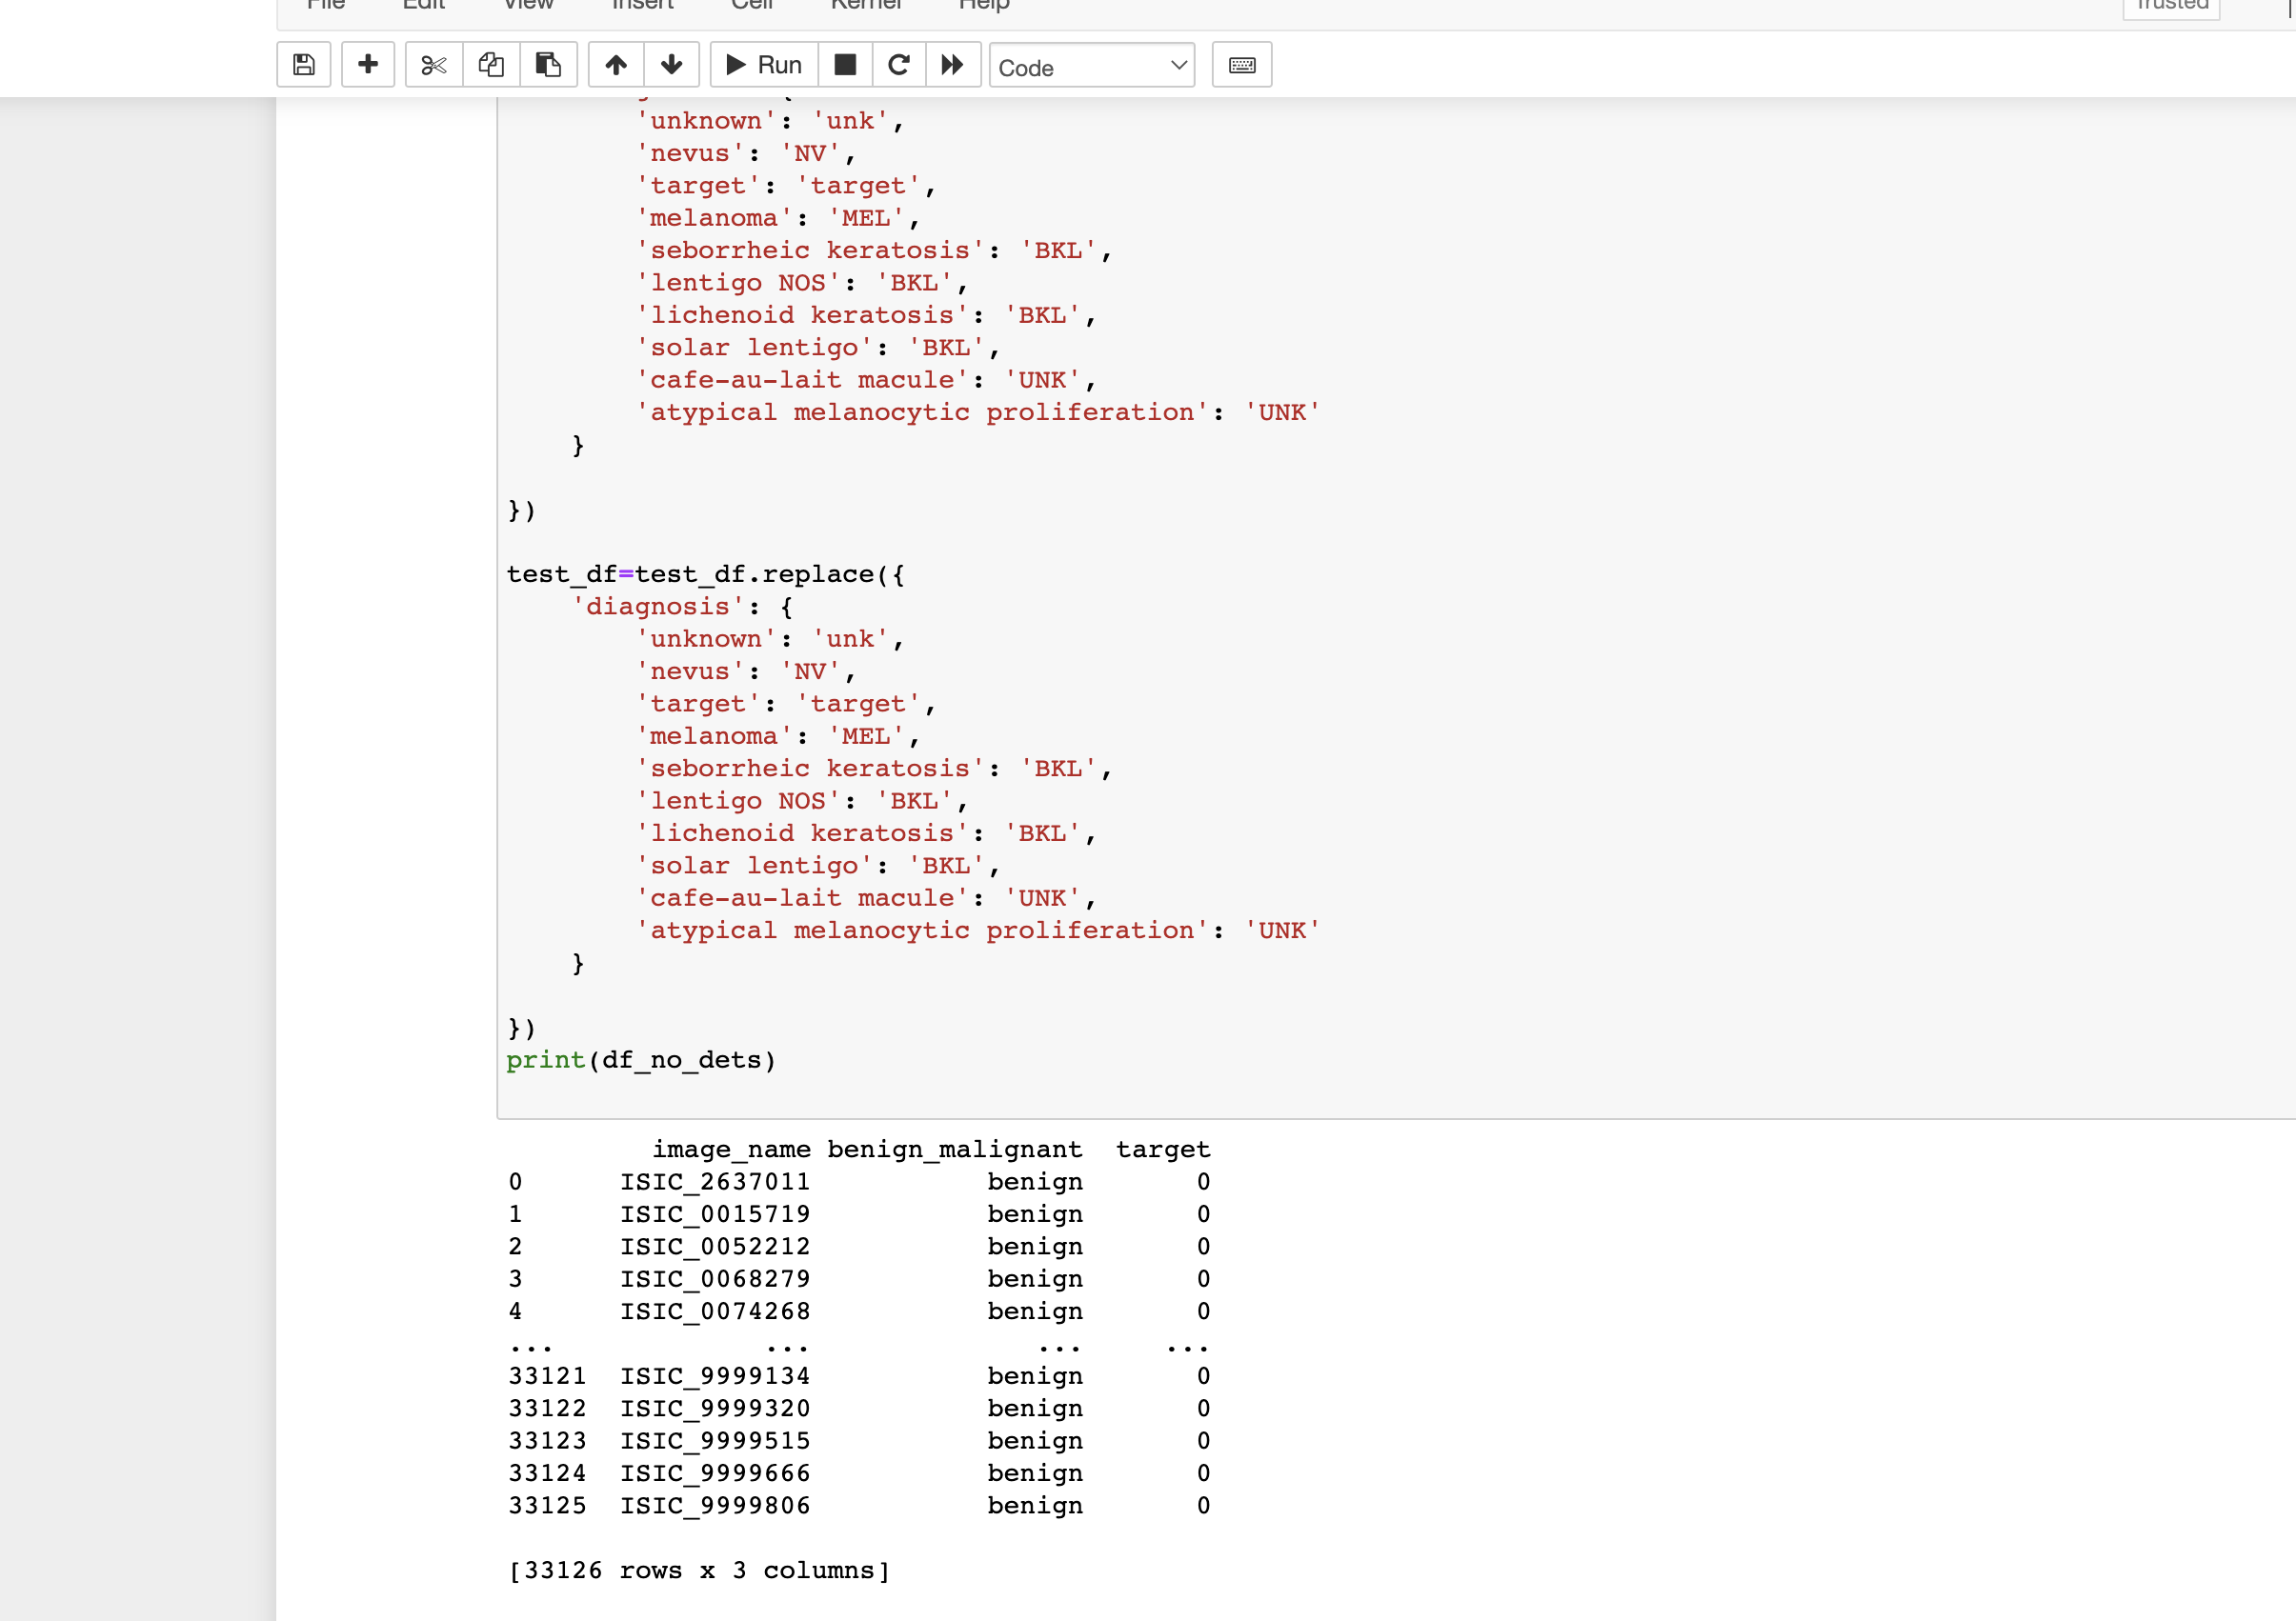 File Edit View Insert Cell Kernel Help Trusted
Run Code
'unknown': 'unk',
'nevus': 'NV',
'target': 'target',
'melanoma': 'MEL',
'seborrheic keratosis': 'BKL',
'lentigo NOS': 'BKL',
'lichenoid keratosis': 'BKL',
'solar lentigo': 'BKL',
'cafe-au-lait macule': 'UNK',
'atypical melanocytic proliferation': 'UNK'
}
})
test_df=test_df.replace({
'diagnosis': {
'unknown': 'unk',
'nevus': 'NV',
'target': 'target',
'melanoma': 'MEL',
'seborrheic keratosis': 'BKL',
'lentigo NOS': 'BKL',
'lichenoid keratosis': 'BKL',
'solar lentigo': 'BKL',
'cafe-au-lait macule': 'UNK',
'atypical melanocytic proliferation': 'UNK'
}
})
print(df_no_dets)
image_name benign_malignant target
0 ISIC_2637011 benign 0
1 ISIC_0015719 benign 0
2 ISIC_0052212 benign 0
3 ISIC_0068279 benign 0
4 ISIC_0074268 benign 0
... ... ... ...
33121 ISIC_9999134 benign 0
33122 ISIC_9999320 benign 0
33123 ISIC_9999515 benign 0
33124 ISIC_9999666 benign 0
33125 ISIC_9999806 benign 0
[33126 rows x 3 columns]